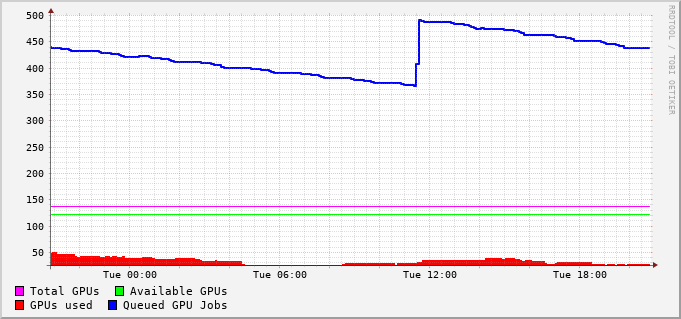 500
450
400
350
300
250
200
150
100
50
Tue 00:00 Tue 06:00 Tue 12:00 Tue 18:00
Total GPUs Available GPUs
GPUs used Queued GPU Jobs
RRDTOOL / TOBI OETIKER